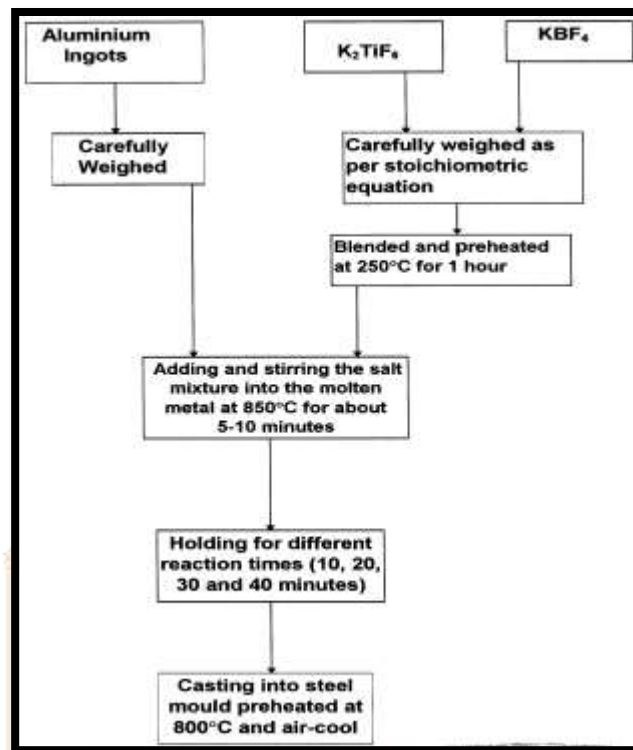 Aluminium
Ingots
K₂TiF₆
KBF₄
Carefully
Weighed
Carefully weighed as
per stoichiometric
equation
Blended and preheated
at 250°C for 1 hour
Adding and stirring the salt
mixture into the molten
metal at 850°C for about
5-10 minutes
Holding for different
reaction times (10, 20,
30 and 40 minutes)
Casting into steel
mould preheated at
800°C and air-cool